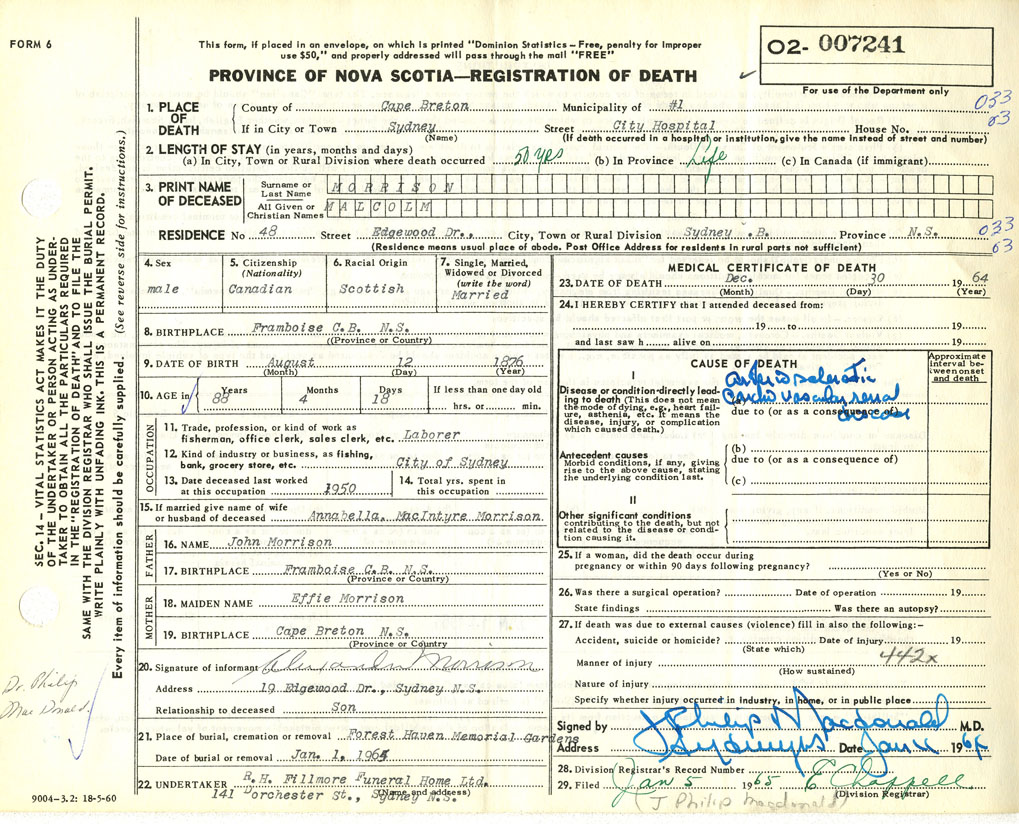 FORM 6
This form, if placed in an envelope, on which is printed "Dominion Statistics – Free, penalty for improper
use $50," and properly addressed will pass through the mail "FREE"
O2- 007241
PROVINCE OF NOVA SCOTIA—REGISTRATION OF DEATH
For use of the Department only
1. PLACE OF DEATH
County of Cape Breton Municipality of #1
033
03
If in City or Town Sydney Street City Hospital House No.
(Name) (If death occurred in a hospital or institution, give the name instead of street and number)
2. LENGTH OF STAY (in years, months and days)
(a) In City, Town or Rural Division where death occurred 50 yrs (b) In Province Life (c) In Canada (if immigrant)
3. PRINT NAME OF DECEASED
Surname or Last Name MORRISON
All Given or Christian Names MALCOLM
RESIDENCE No 48 Street Edgewood Dr., City, Town or Rural Division Sydney .B. Province N.S.
033
03
(Residence means usual place of abode. Post Office Address for residents in rural parts not sufficient)
4. Sex
male
5. Citizenship
(Nationality)
Canadian
6. Racial Origin
Scottish
7. Single, Married,
Widowed or Divorced
(write the word)
Married
8. BIRTHPLACE Framboise C.B. N.S.
((Province or Country)
9. DATE OF BIRTH August 12 1876
(Month) (Day) (Year)
10. AGE in
Years Months Days If less than one day old
88 4 18 hrs. or min.
OCCUPATION
11. Trade, profession, or kind of work as
fisherman, office clerk, sales clerk, etc. Laborer
12. Kind of industry or business, as fishing,
bank, grocery store, etc. City of Sydney
13. Date deceased last worked
at this occupation 1950
14. Total yrs. spent in
this occupation
15. If married give name of wife
or husband of deceased Annabella. MacIntyre Morrison
FATHER
16. NAME John Morrison
17. BIRTHPLACE Framboise C.B. N.S.
(Province or Country)
MOTHER
18. MAIDEN NAME Effie Morrison
19. BIRTHPLACE Cape Breton N.S.
(Province or Country
20. Signature of informant Alexander Morrison
Address 19 Edgewood Dr., Sydney N.S.
Relationship to deceased Son
21. Place of burial, cremation or removal Forest Haven Memorial Gardens
Date of burial or removal Jan. 1, 1965
22. UNDERTAKER R.H. Fillmore Funeral Home Ltd.
(Name and address)
141 Dorchester St., Sydney N.S.
MEDICAL CERTIFICATE OF DEATH
23. DATE OF DEATH Dec. 30 1964
(Month) (Day) (Year)
24. I HEREBY CERTIFY that I attended deceased from:
19 to 19
and last saw h alive on 19
CAUSE OF DEATH
Approximate
interval be-
tween onset
and death
I
Disease or condition directly lead-
ing to death (This does not mean
the mode of dying, e.g., heart fail-
ure, asthenia, etc. It means the
disease, injury, or complication
which caused death.)
arteriosclerotic
(a) cardio vascular renal
disease
due to (or as a consequence of)
Antecedent causes
Morbid conditions, if any, giving
rise to the above cause, stating
the underlying condition last.
(b)
due to (or as a consequence of)
(c)
II
Other significant conditions
contributing to the death, but not
related to the disease or condi-
tion causing it.
25. If a woman, did the death occur during
pregnancy or within 90 days following pregnancy?
(Yes or No)
26. Was there a surgical operation? Date of operation 19
State findings Was there an autopsy?
27. If death was due to external causes (violence) fill in also the following:–
Accident, suicide or homicide? Date of injury 19
(State which)
442x
Manner of injury
(How sustained)
Nature of injury
Specify whether injury occurred in industry, in home, or in public place
Signed by J Philip Macdonald M.D.
Address Sydney NS Date Jan 1964
28. Division Registrar's Record Number
29. Filed Jan 5 1965 E Chappell
(Division Registrar)
(J Philip Macdonald)
SEC. 14 – VITAL STATISTICS ACT MAKES IT THE DUTY
OF THE UNDERTAKER OR PERSON ACTING AS UNDER-
TAKER TO OBTAIN ALL THE PARTICULARS REQUIRED
IN THE "REGISTRATION OF DEATH" AND TO FILE THE
SAME WITH THE DIVISION REGISTRAR WHO SHALL ISSUE THE BURIAL PERMIT.
WRITE PLAINLY WITH UNFADING INK. THIS IS A PERMANENT RECORD.
Every item of information should be carefully supplied. (See reverse side for instructions.)
Dr. Philip
MacDonald.
9004-3.2: 18-5-60